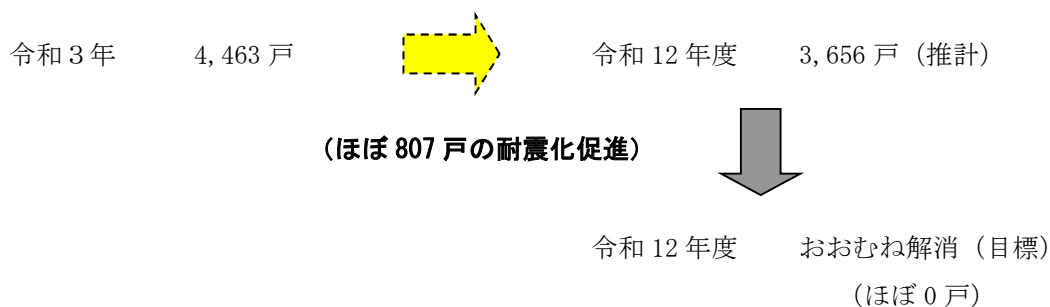 令和３年　4,463 戸　令和 12 年度　3,656 戸（推計）
（ほぼ 807 戸の耐震化促進）
令和 12 年度　おおむね解消（目標）
（ほぼ 0 戸）